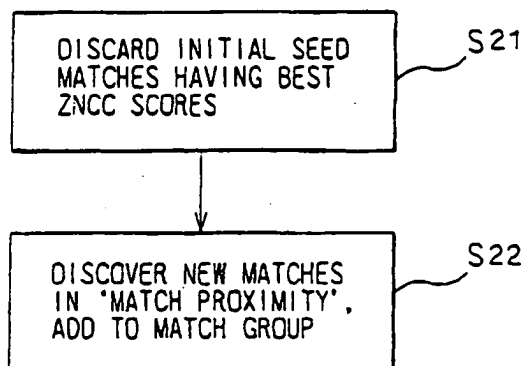 DISCARD INITIAL SEED
MATCHES HAVING BEST
ZNCC SCORES
S21
DISCOVER NEW MATCHES
IN 'MATCH PROXIMITY',
ADD TO MATCH GROUP
S22